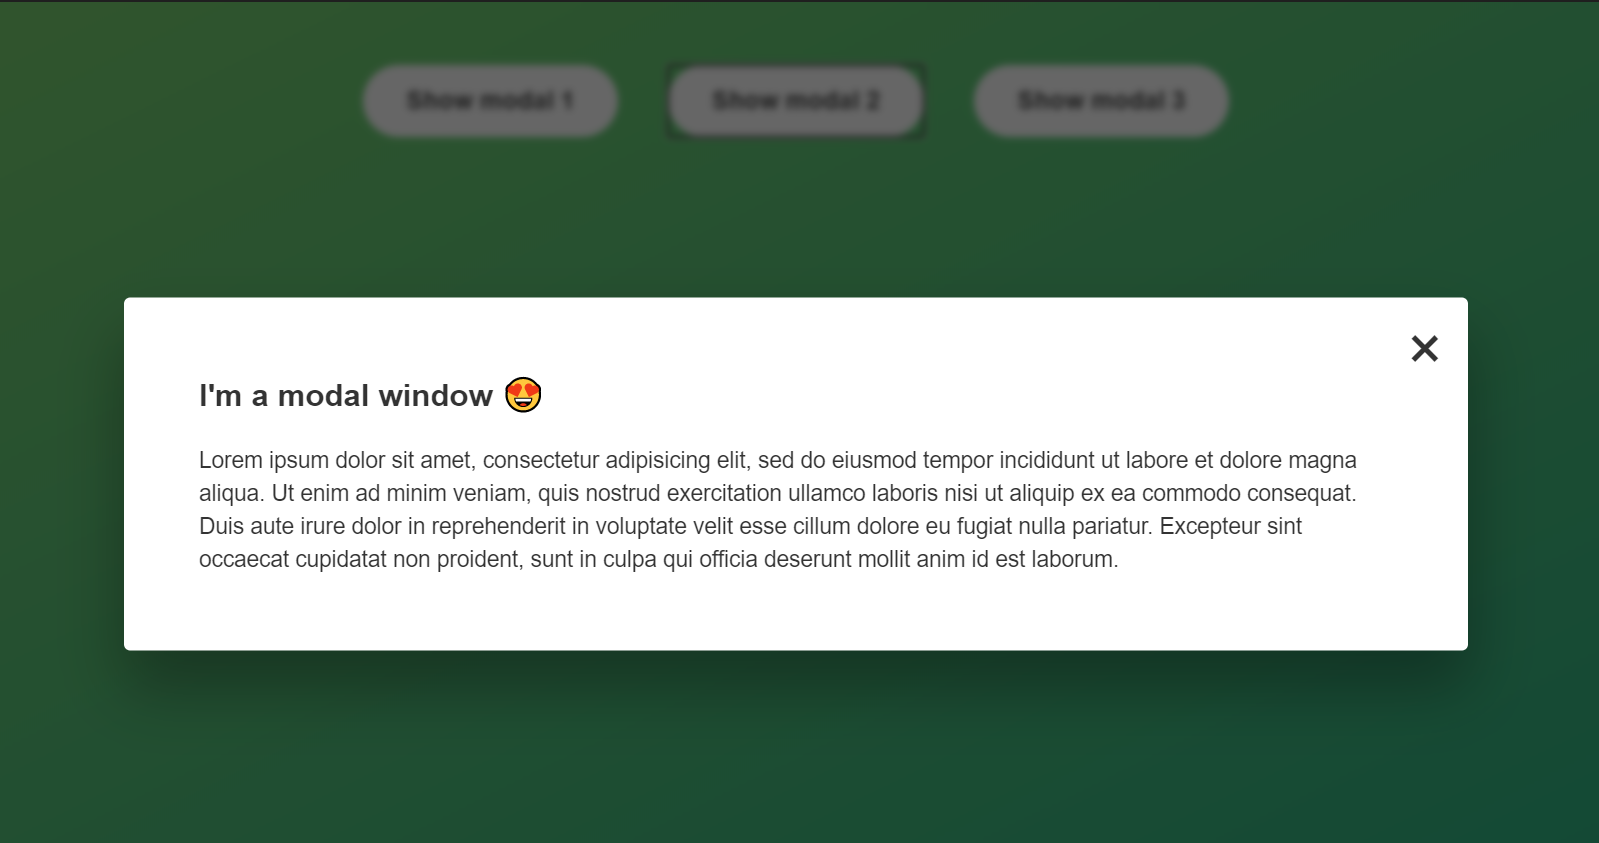 Show modal 1
Show modal 2
Show modal 3
×
I'm a modal window 😍
Lorem ipsum dolor sit amet, consectetur adipisicing elit, sed do eiusmod tempor incididunt ut labore et dolore magna
aliqua. Ut enim ad minim veniam, quis nostrud exercitation ullamco laboris nisi ut aliquip ex ea commodo consequat.
Duis aute irure dolor in reprehenderit in voluptate velit esse cillum dolore eu fugiat nulla pariatur. Excepteur sint
occaecat cupidatat non proident, sunt in culpa qui officia deserunt mollit anim id est laborum.